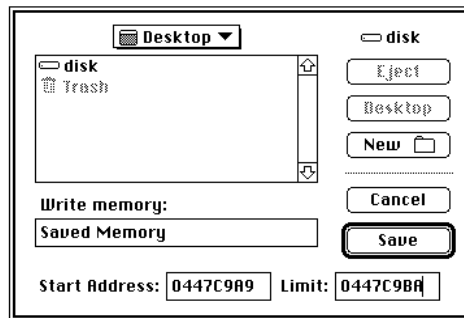 Desktop
disk
disk
Trash
Eject
Desktop
New
Write memory:
Saved Memory
Cancel
Save
Start Address: 0447C9A9 Limit: 0447C9BA